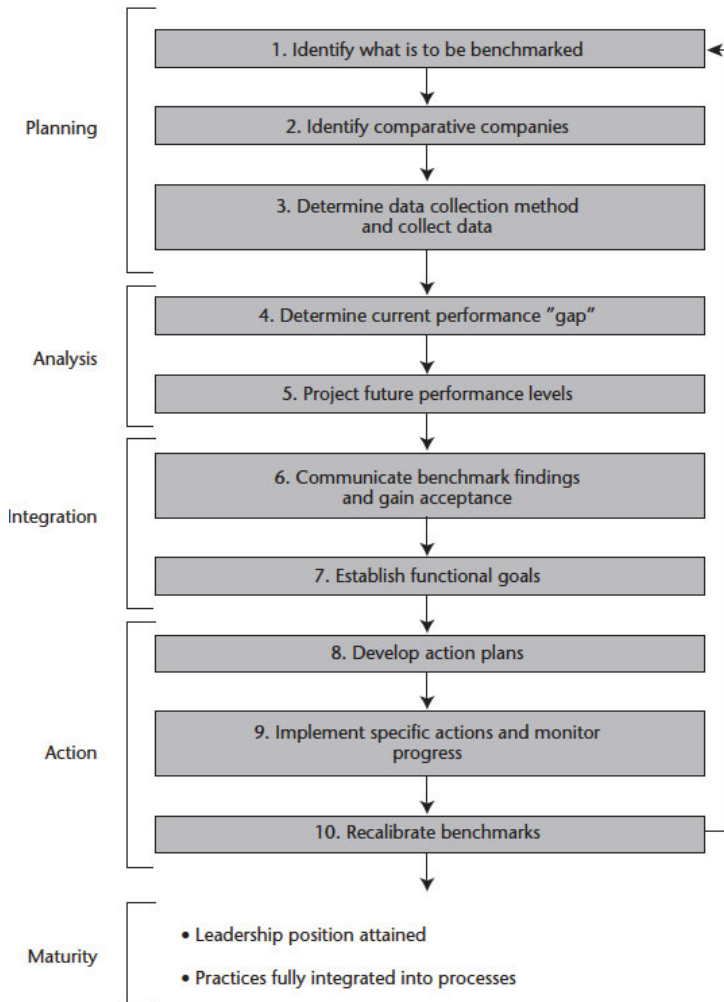 1. Identify what is to be benchmarked
Planning
2. Identify comparative companies
3. Determine data collection method
and collect data
4. Determine current performance "gap"
Analysis
5. Project future performance levels
6. Communicate benchmark findings
and gain acceptance
Integration
7. Establish functional goals
8. Develop action plans
9. Implement specific actions and monitor
progress
Action
10. Recalibrate benchmarks
• Leadership position attained
Maturity
• Practices fully integrated into processes